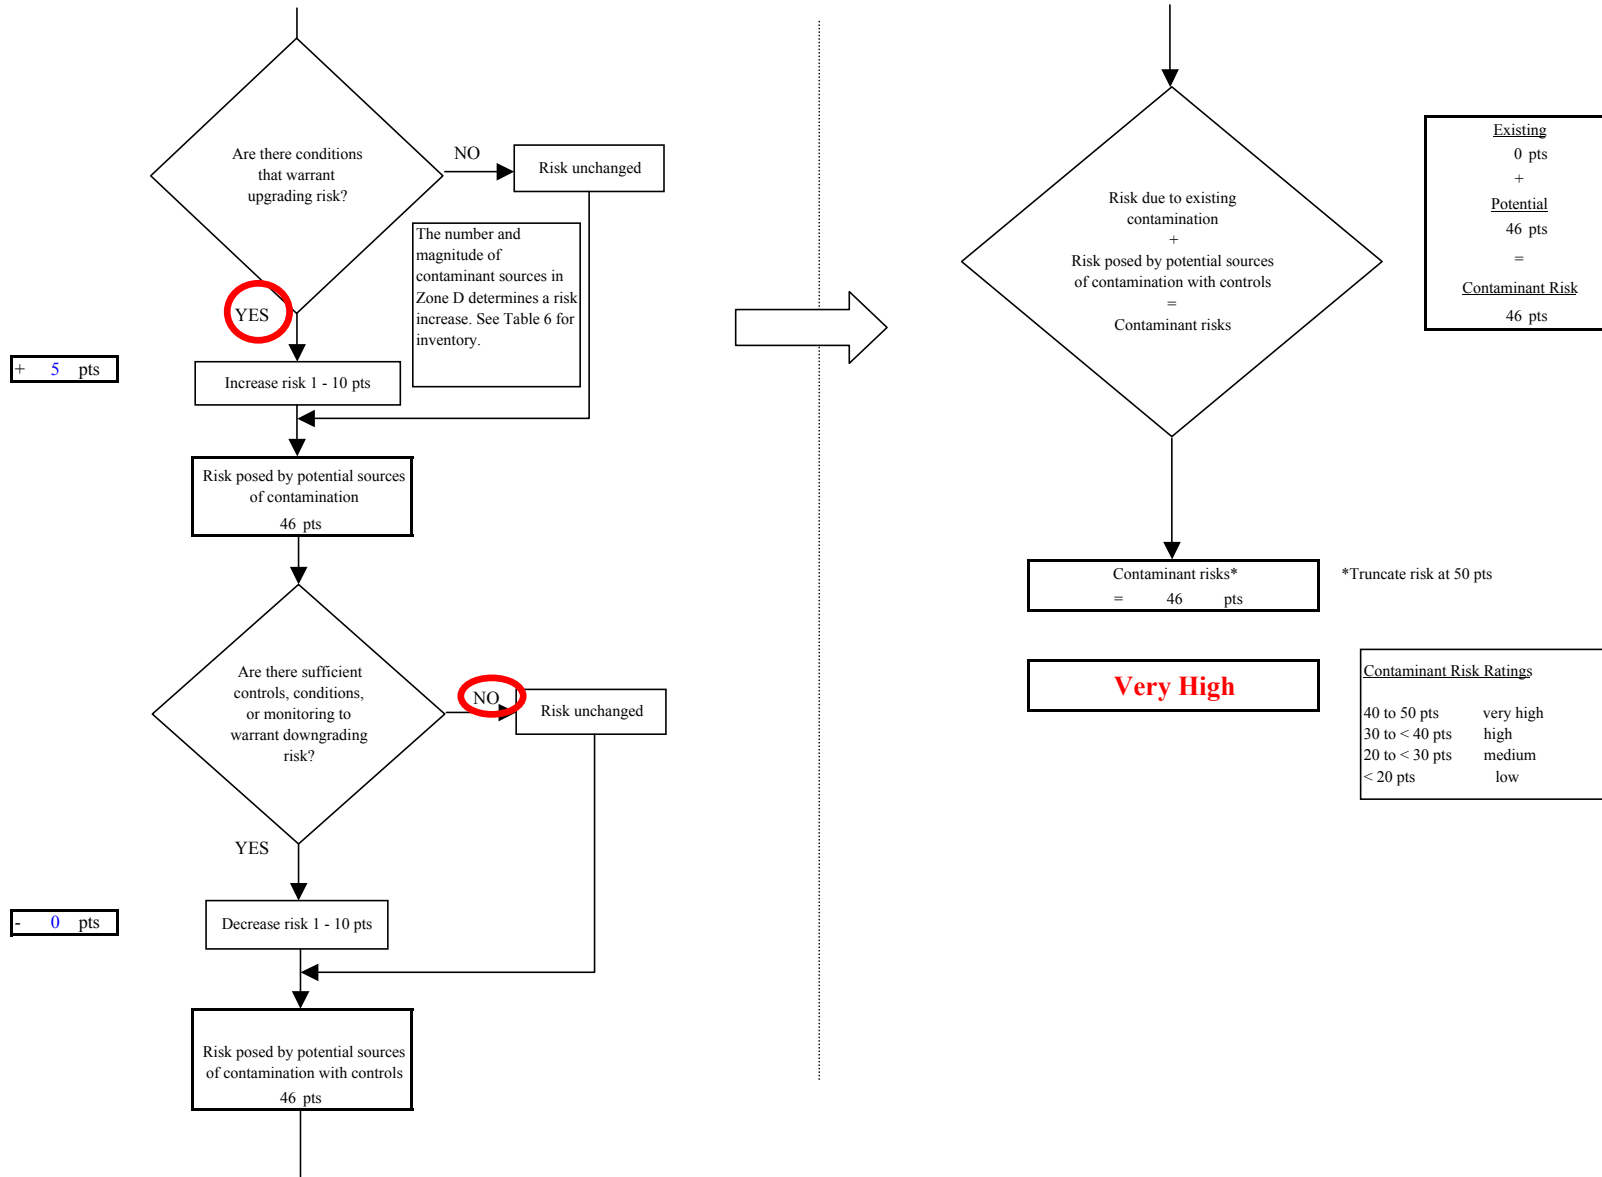 Are there conditions
that warrant
upgrading risk?
NO
Risk unchanged
The number and
magnitude of
contaminant sources in
Zone D determines a risk
increase. See Table 6 for
inventory.
YES
+ 5 pts
Increase risk 1 - 10 pts
Risk posed by potential sources
of contamination
46 pts
Are there sufficient
controls, conditions,
or monitoring to
warrant downgrading
risk?
NO
Risk unchanged
YES
- 0 pts
Decrease risk 1 - 10 pts
Risk posed by potential sources
of contamination with controls
46 pts
Risk due to existing
contamination
+
Risk posed by potential sources
of contamination with controls
=
Contaminant risks
Existing
0 pts
+
Potential
46 pts
=
Contaminant Risk
46 pts
Contaminant risks*
= 46 pts
*Truncate risk at 50 pts
Very High
Contaminant Risk Ratings
40 to 50 pts very high
30 to < 40 pts high
20 to < 30 pts medium
< 20 pts low